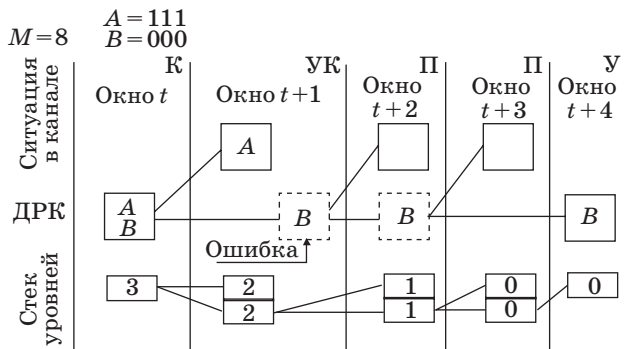 M=8
A=111
B=000
К УК П П У
Окно t Окно t+1 Окно t+2 Окно t+3 Окно t+4
Ситуация в канале
A
ДРК
A
B
B B B
Ошибка
Стек уровней
3 2 1 0 0
2 1 0